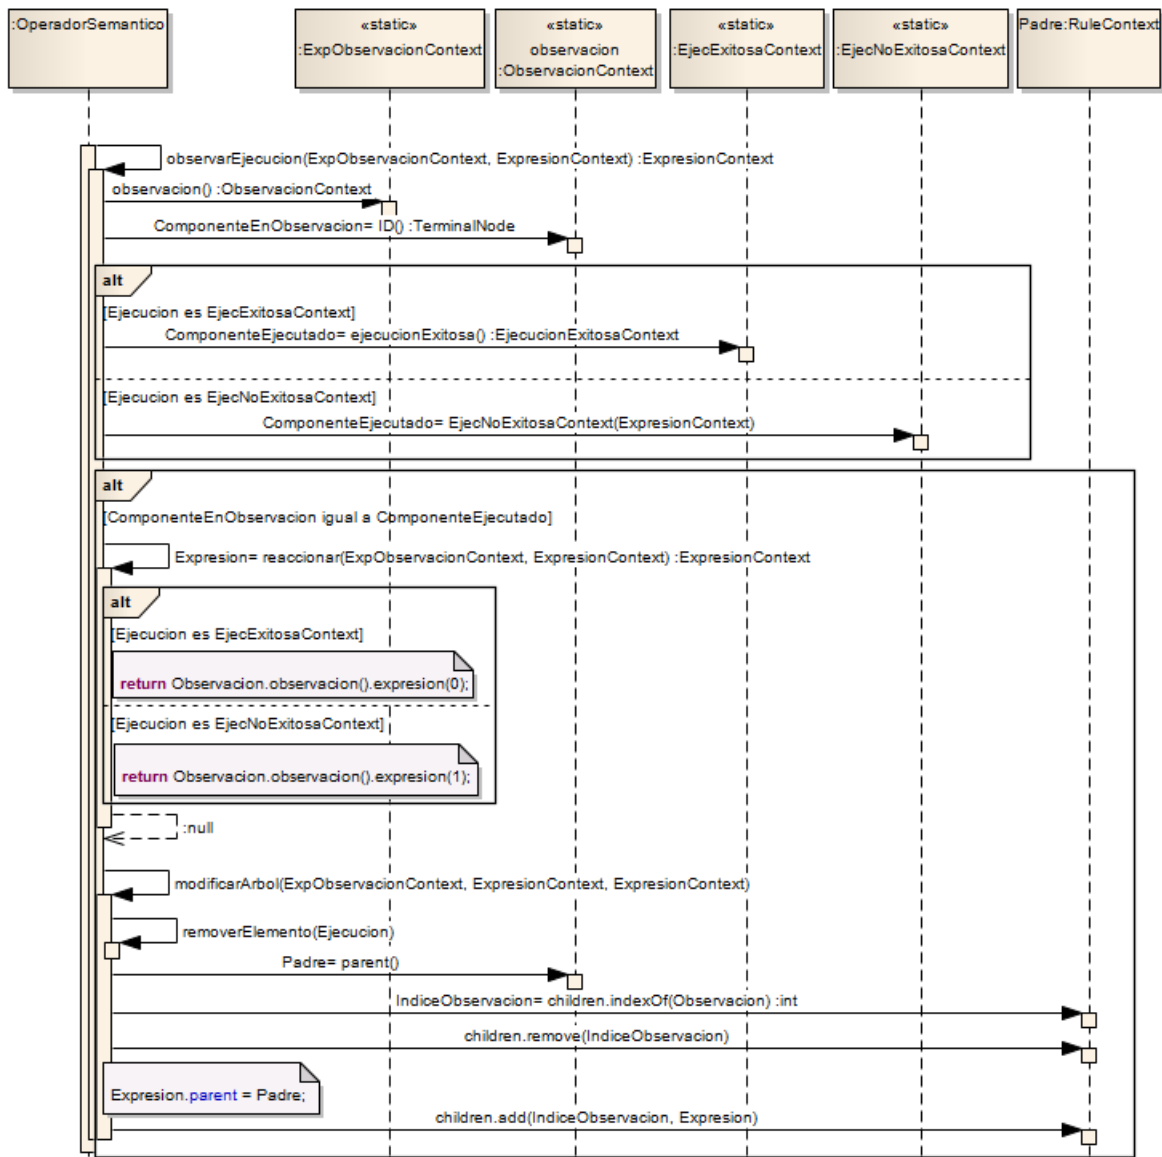 :OperadorSemantico
«static»
:ExpObservacionContext
«static»
observacion
:ObservacionContext
«static»
:EjecExitosaContext
«static»
:EjecNoExitosaContext
Padre:RuleContext
observarEjecucion(ExpObservacionContext, ExpresionContext) :ExpresionContext
observacion() :ObservacionContext
ComponenteEnObservacion= ID() :TerminalNode
alt
[Ejecucion es EjecExitosaContext]
ComponenteEjecutado= ejecucionExitosa() :EjecucionExitosaContext
[Ejecucion es EjecNoExitosaContext]
ComponenteEjecutado= EjecNoExitosaContext(ExpresionContext)
alt
[ComponenteEnObservacion igual a ComponenteEjecutado]
Expresion= reaccionar(ExpObservacionContext, ExpresionContext) :ExpresionContext
alt
[Ejecucion es EjecExitosaContext]
return Observacion.observacion().expresion(0);
[Ejecucion es EjecNoExitosaContext]
return Observacion.observacion().expresion(1);
:null
modificarArbol(ExpObservacionContext, ExpresionContext, ExpresionContext)
removerElemento(Ejecucion)
Padre= parent()
IndiceObservacion= children.indexOf(Observacion) :int
children.remove(IndiceObservacion)
Expresion.parent = Padre;
children.add(IndiceObservacion, Expresion)